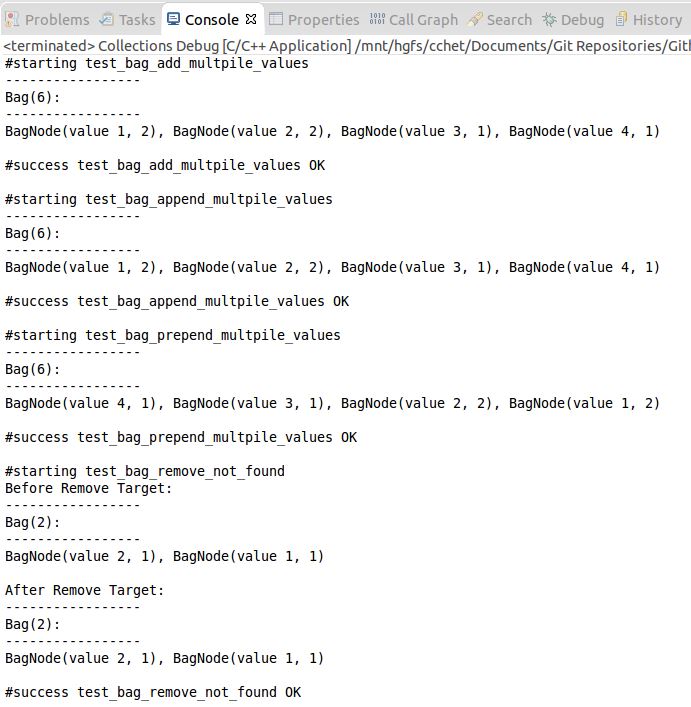 Problems Tasks Console Properties Call Graph Search Debug History
<terminated> Collections Debug [C/C++ Application] /mnt/hgfs/cchet/Documents/Git Repositories/Gith
#starting test_bag_add_multpile_values
-----------------
Bag(6):
-----------------
BagNode(value 1, 2), BagNode(value 2, 2), BagNode(value 3, 1), BagNode(value 4, 1)
#success test_bag_add_multpile_values OK
#starting test_bag_append_multpile_values
-----------------
Bag(6):
-----------------
BagNode(value 1, 2), BagNode(value 2, 2), BagNode(value 3, 1), BagNode(value 4, 1)
#success test_bag_append_multpile_values OK
#starting test_bag_prepend_multpile_values
-----------------
Bag(6):
-----------------
BagNode(value 4, 1), BagNode(value 3, 1), BagNode(value 2, 2), BagNode(value 1, 2)
#success test_bag_prepend_multpile_values OK
#starting test_bag_remove_not_found
Before Remove Target:
-----------------
Bag(2):
-----------------
BagNode(value 2, 1), BagNode(value 1, 1)
After Remove Target:
-----------------
Bag(2):
-----------------
BagNode(value 2, 1), BagNode(value 1, 1)
#success test_bag_remove_not_found OK